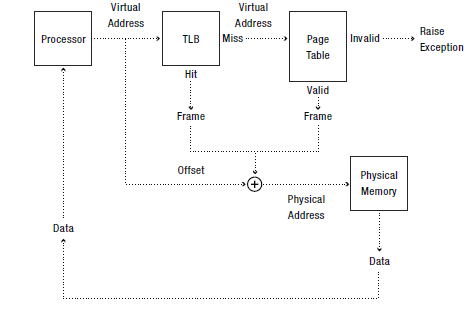 Virtual
Address
Virtual
Address
Processor
TLB
Miss
Page
Table
Invalid
Raise
Exception
Hit
Valid
Frame
Frame
Offset
Physical
Address
Physical
Memory
Data
Data